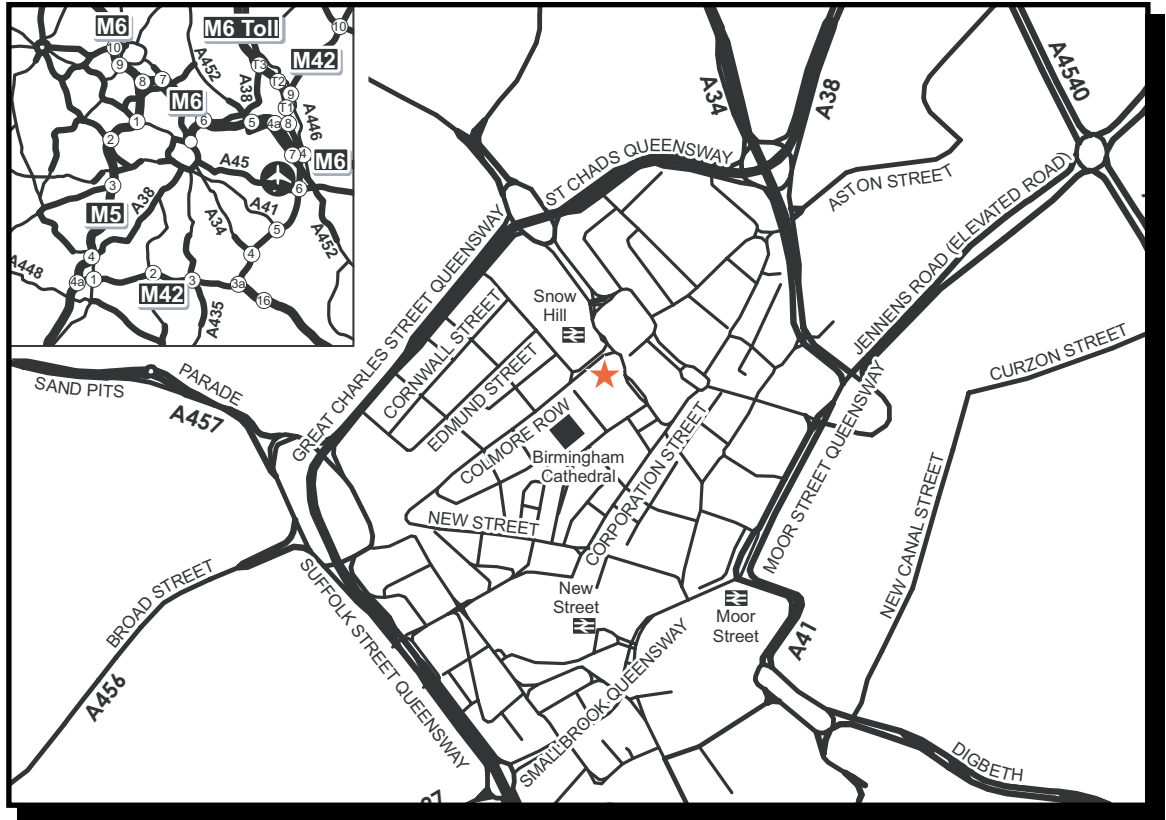 M6
M6 Toll
10
M42
10
9
8
7
A452
T3
T2
A38
9
T1
M6
6
5
4a
8
A446
1
2
A45
7
4
M6
3
6
M5
A38
A34
A41
5
A452
4
4
A448
4a
1
2
3
3a
16
M42
A435
A34
A38
A4540
ST CHADS QUEENSWAY
ASTON STREET
JENNENS ROAD (ELEVATED ROAD)
GREAT CHARLES STREET QUEENSWAY
Snow
Hill
CORNWALL STREET
EDMUND STREET
CURZON STREET
SAND PITS
PARADE
A457
COLMORE ROW
Birmingham
Cathedral
CORPORATION STREET
MOOR STREET QUEENSWAY
NEW STREET
NEW CANAL STREET
BROAD STREET
A456
SUFFOLK STREET QUEENSWAY
New
Street
Moor
Street
A41
SMALLBROOK QUEENSWAY
DIGBETH